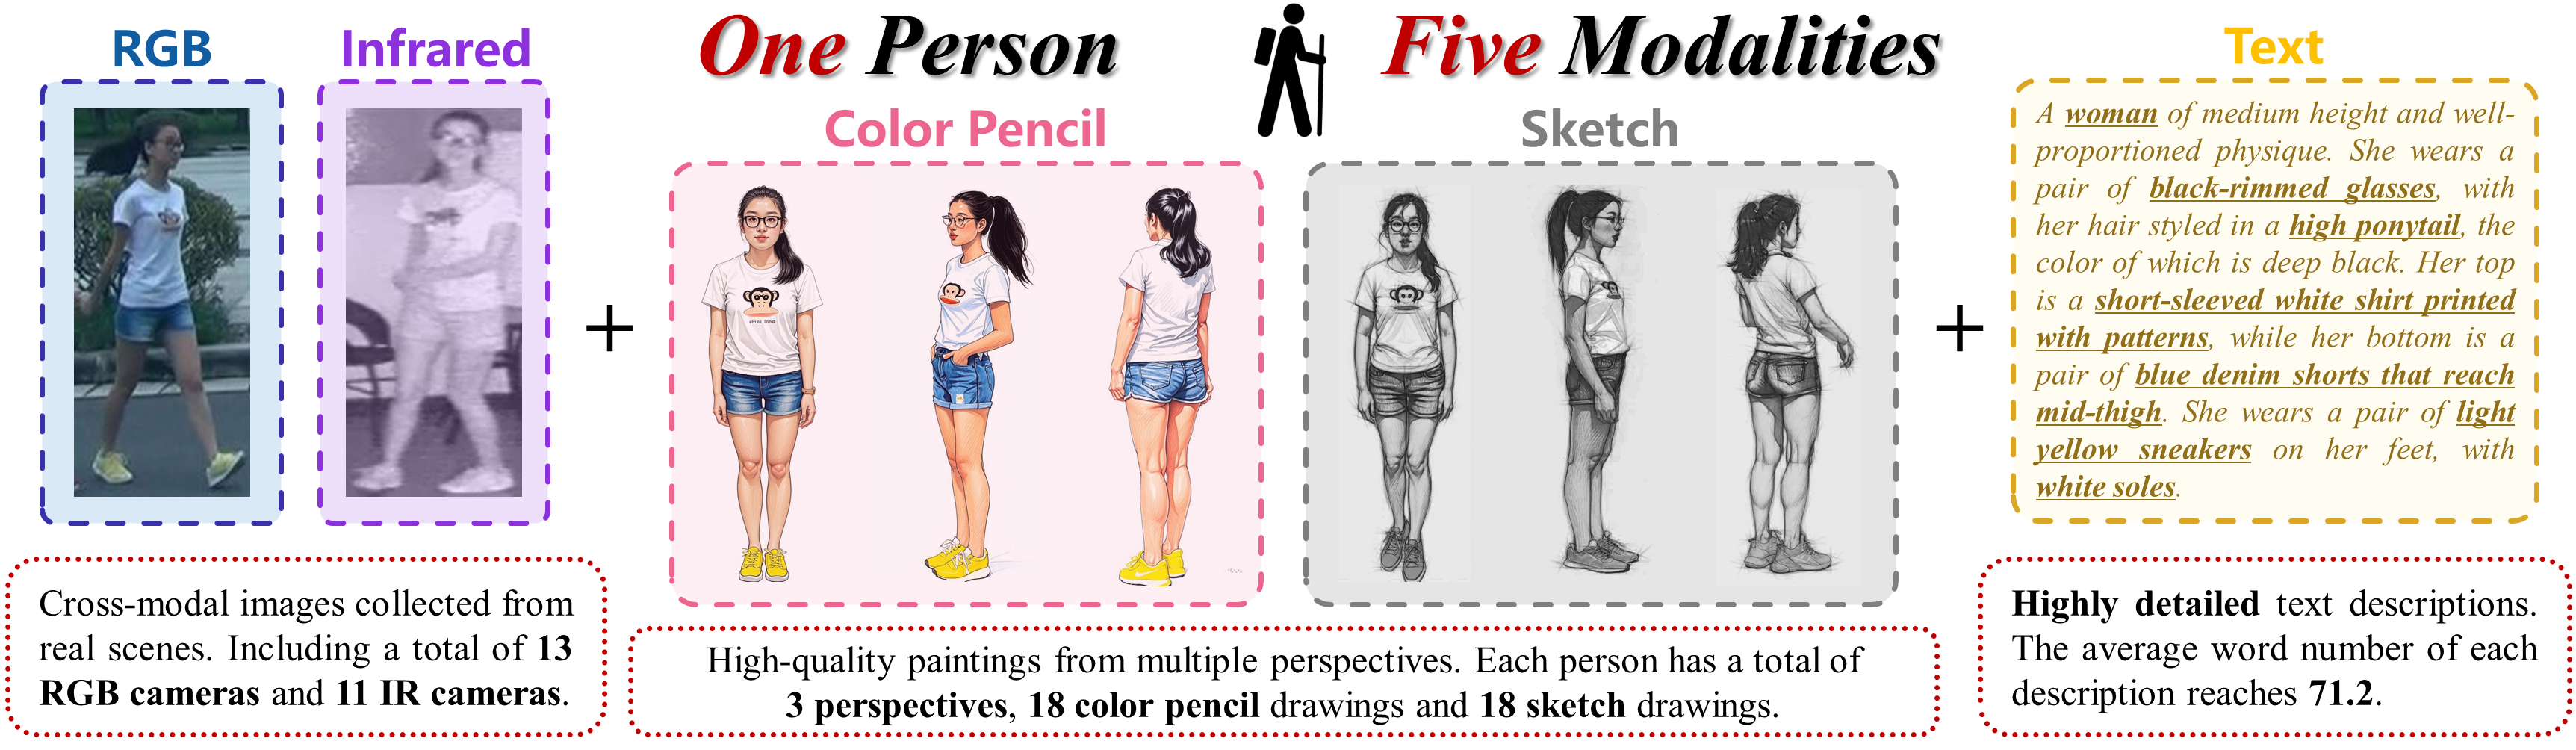 One Person Five Modalities
RGB
Infrared
Color Pencil
Sketch
Text
A woman of medium height and well-
proportioned physique. She wears a
pair of black-rimmed glasses, with
her hair styled in a high ponytail, the
color of which is deep black. Her top
is a short-sleeved white shirt printed
with patterns, while her bottom is a
pair of blue denim shorts that reach
mid-thigh. She wears a pair of light
yellow sneakers on her feet, with
white soles.
+
+
Cross-modal images collected from
real scenes. Including a total of 13
RGB cameras and 11 IR cameras.
High-quality paintings from multiple perspectives. Each person has a total of
3 perspectives, 18 color pencil drawings and 18 sketch drawings.
Highly detailed text descriptions.
The average word number of each
description reaches 71.2.